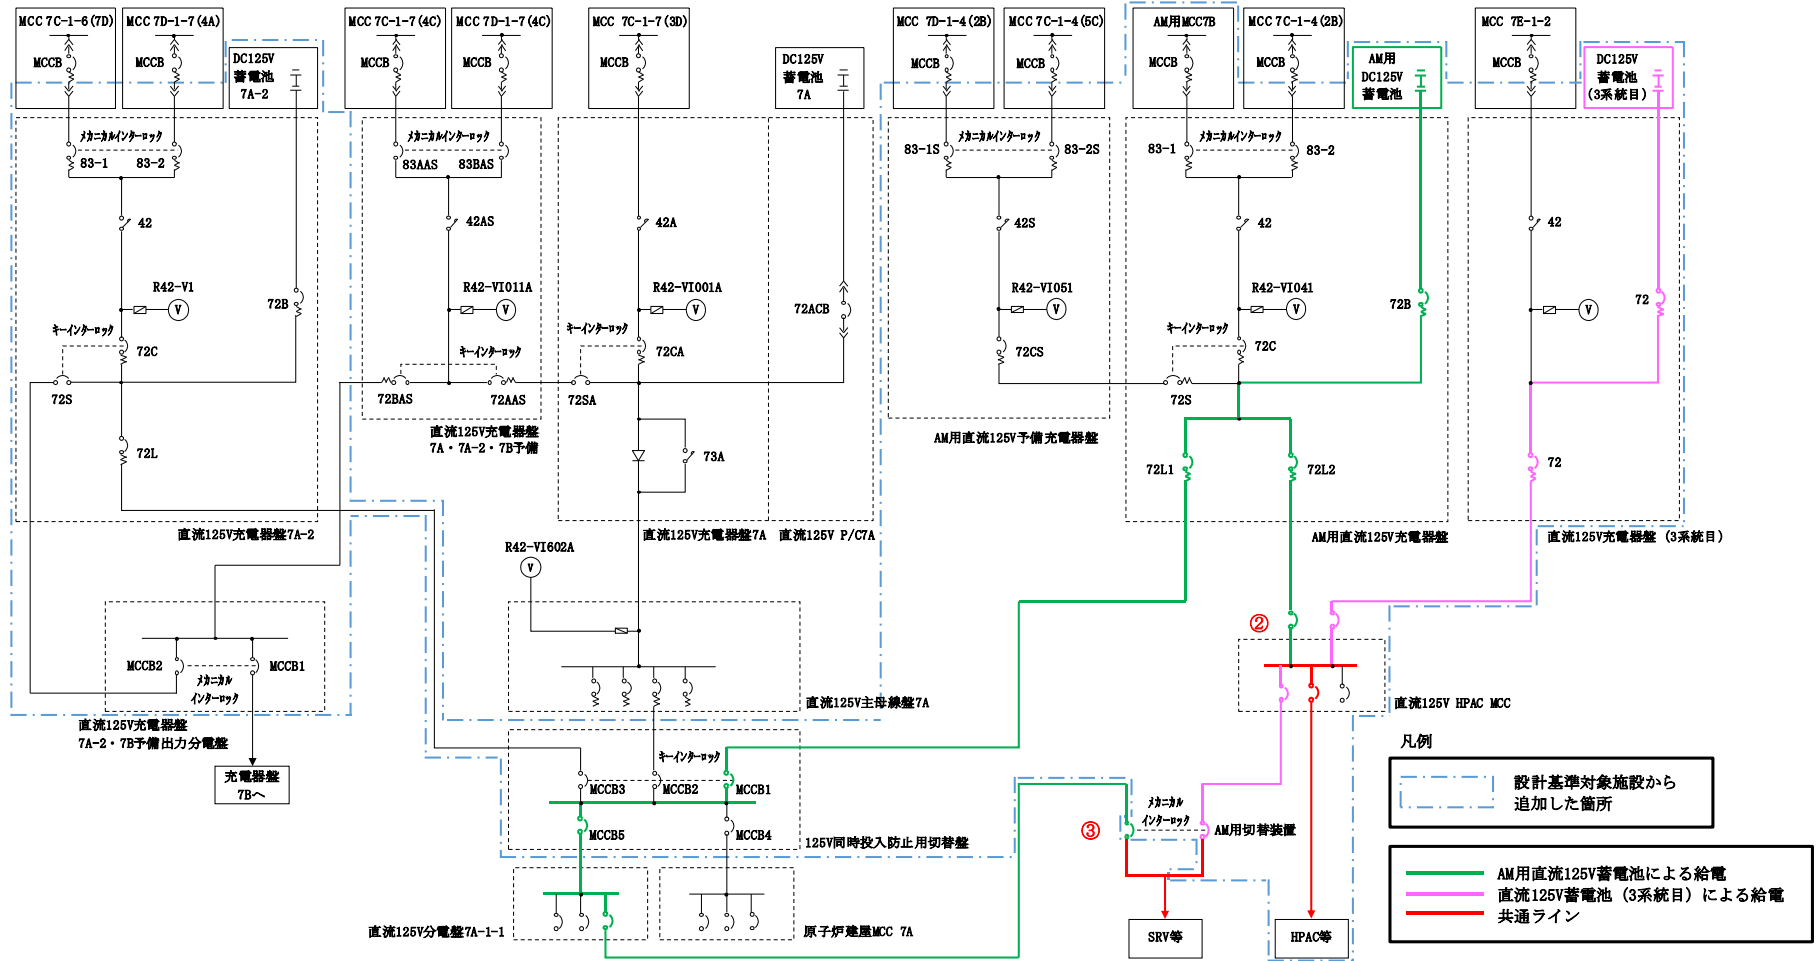 MCC 7C-1-6(7D)
MCC 7D-1-7(4A)
MCC 7C-1-7(4C)
MCC 7D-1-7(4C)
MCC 7C-1-7(3D)
MCC 7D-1-4(2B)
MCC 7C-1-4(5C)
AM用MCC7B
MCC 7C-1-4(2B)
MCC 7E-1-2
MCCB
MCCB
DC125V
蓄電池
7A-2
MCCB
MCCB
MCCB
DC125V
蓄電池
7A
MCCB
MCCB
MCCB
MCCB
AM用
DC125V
蓄電池
MCCB
DC125V
蓄電池
(3系統目)
メカニカルインターロック
83-1
83-2
メカニカルインターロック
83AAS
83BAS
メカニカルインターロック
83-1S
83-2S
メカニカルインターロック
83-1
83-2
42
42AS
42A
42S
42
42
R42-V1
V
72B
R42-VI011A
V
R42-VI001A
V
72ACB
R42-VI051
V
R42-VI041
V
72B
V
72
キーインターロック
72C
キーインターロック
キーインターロック
72CA
72CS
キーインターロック
72C
72S
72BAS
72AAS
72SA
72S
72L
直流125V充電器盤
7A・7A-2・7B予備
73A
AM用直流125V予備充電器盤
72L1
72L2
72
直流125V充電器盤7A-2
直流125V充電器盤7A
直流125V P/C7A
AM用直流125V充電器盤
直流125V充電器盤 (3系統目)
R42-VI602A
V
②
MCCB2
MCCB1
メカニカル
インターロック
直流125V充電器盤
7A-2・7B予備出力分電盤
直流125V主母線盤7A
直流125V HPAC MCC
充電器盤
7Bへ
キーインターロック
MCCB3
MCCB2
MCCB1
MCCB5
MCCB4
125V同時投入防止用切替盤
③
メカニカル
インターロック
AM用切替装置
直流125V分電盤7A-1-1
原子炉建屋MCC 7A
SRV等
HPAC等
凡例
設計基準対象施設から
追加した箇所
AM用直流125V蓄電池による給電
直流125V蓄電池 (3系統目) による給電
共通ライン